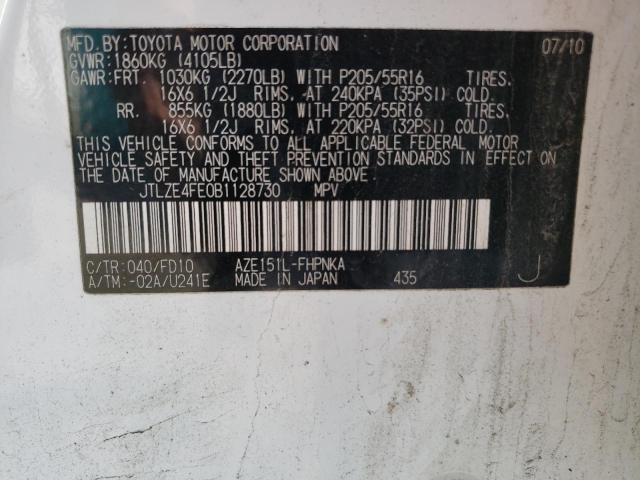 MFD.BY:TOYOTA MOTOR CORPORATION 07/10
GVWR:1860KG (4105LB)
GAWR:FRT. 1030KG (2270LB) WITH P205/55R16 TIRES.
16X6 1/2J RIMS, AT 240KPA (35PSI) COLD.
RR. 855KG (1880LB) WITH P205/55R16 TIRES.
16X6 1/2J RIMS, AT 220KPA (32PSI) COLD.
THIS VEHICLE CONFORMS TO ALL APPLICABLE FEDERAL MOTOR
VEHICLE SAFETY AND THEFT PREVENTION STANDARDS IN EFFECT ON
THE DATE OF MANUFACTURE SHOWN ABOVE.
JTLZE4FE0B1128730 MPV
C/TR:040/FD10 AZE151L-FHPNKA
A/TM:-02A/U241E MADE IN JAPAN 435 J